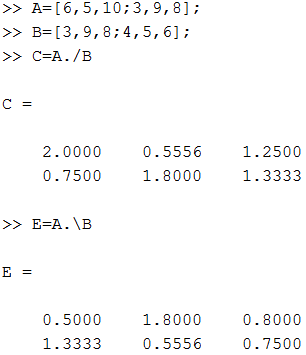 >> A=[6,5,10;3,9,8];
>> B=[3,9,8;4,5,6];
>> C=A./B
C =
2.0000 0.5556 1.2500
0.7500 1.8000 1.3333
>> E=A.\B
E =
0.5000 1.8000 0.8000
1.3333 0.5556 0.7500